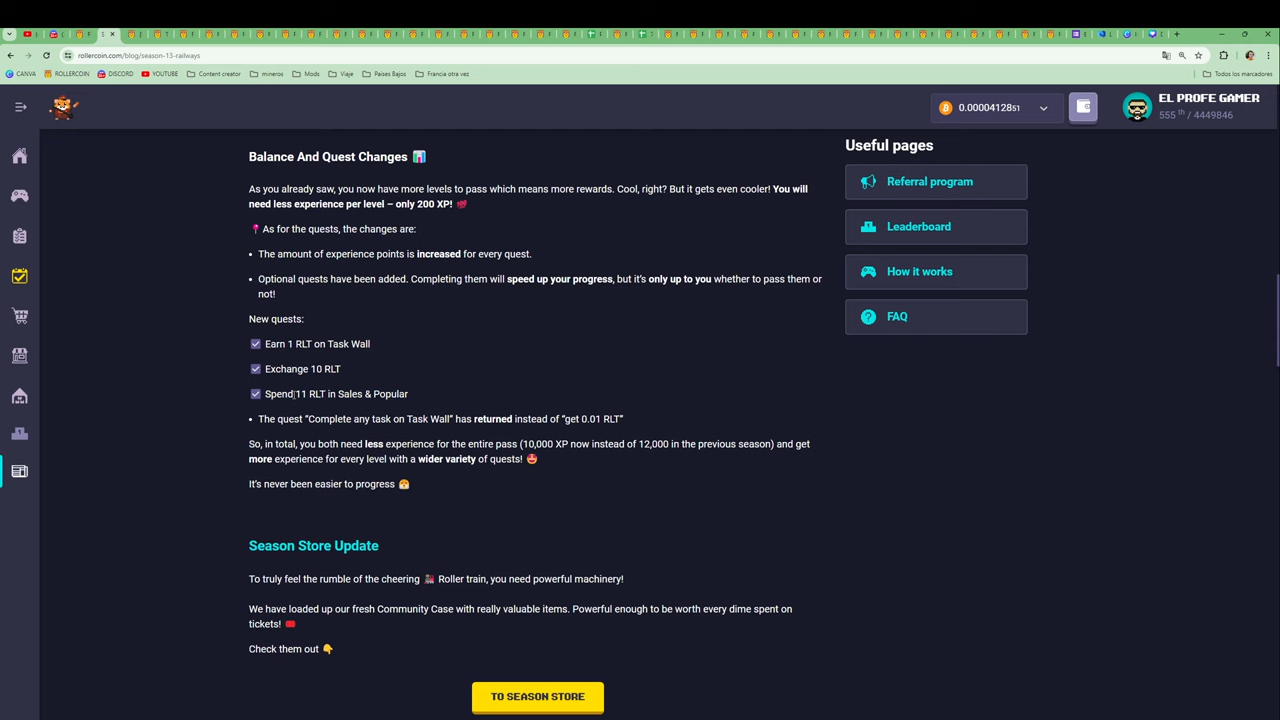 rollercoin.com/blog/season-13-railways
CANVA
ROLLERCOIN
DISCORD
YOUTUBE
Content creator
mineros
Mods
Viaje
Paises Bajos
Francia otra vez
Todos los marcadores
0.0000412851
EL PROFE GAMER
555 th / 4449846
Balance And Quest Changes
As you already saw, you now have more levels to pass which means more rewards. Cool, right? But it gets even cooler! You will
need less experience per level – only 200 XP!
As for the quests, the changes are:
• The amount of experience points is increased for every quest.
• Optional quests have been added. Completing them will speed up your progress, but it's only up to you whether to pass them or
not!
New quests:
Earn 1 RLT on Task Wall
Exchange 10 RLT
Spend 11 RLT in Sales & Popular
• The quest “Complete any task on Task Wall” has returned instead of “get 0.01 RLT”
So, in total, you both need less experience for the entire pass (10,000 XP now instead of 12,000 in the previous season) and get
more experience for every level with a wider variety of quests!
It's never been easier to progress
Season Store Update
To truly feel the rumble of the cheering Roller train, you need powerful machinery!
We have loaded up our fresh Community Case with really valuable items. Powerful enough to be worth every dime spent on
tickets!
Check them out
TO SEASON STORE
Useful pages
Referral program
Leaderboard
How it works
FAQ